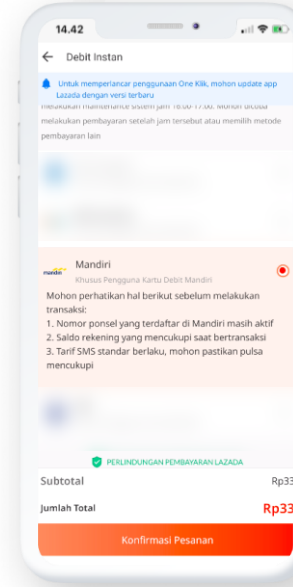 14.42
Debit Instan
Untuk memperlancar penggunaan One Klik, mohon update app
Lazada dengan versi terbaru
melakukan maintenance sistem jam 16.00-17.00. Mohon dicoba
melakukan pembayaran setelah jam tersebut atau memilih metode
pembayaran lain
mandiri
Mandiri
Khusus Pengguna Kartu Debit Mandiri
Mohon perhatikan hal berikut sebelum melakukan
transaksi:
1. Nomor ponsel yang terdaftar di Mandiri masih aktif
2. Saldo rekening yang mencukupi saat bertransaksi
3. Tarif SMS standar berlaku, mohon pastikan pulsa
mencukupi
PERLINDUNGAN PEMBAYARAN LAZADA
Subtotal
Rp33
Jumlah Total
Rp33
Konfirmasi Pesanan